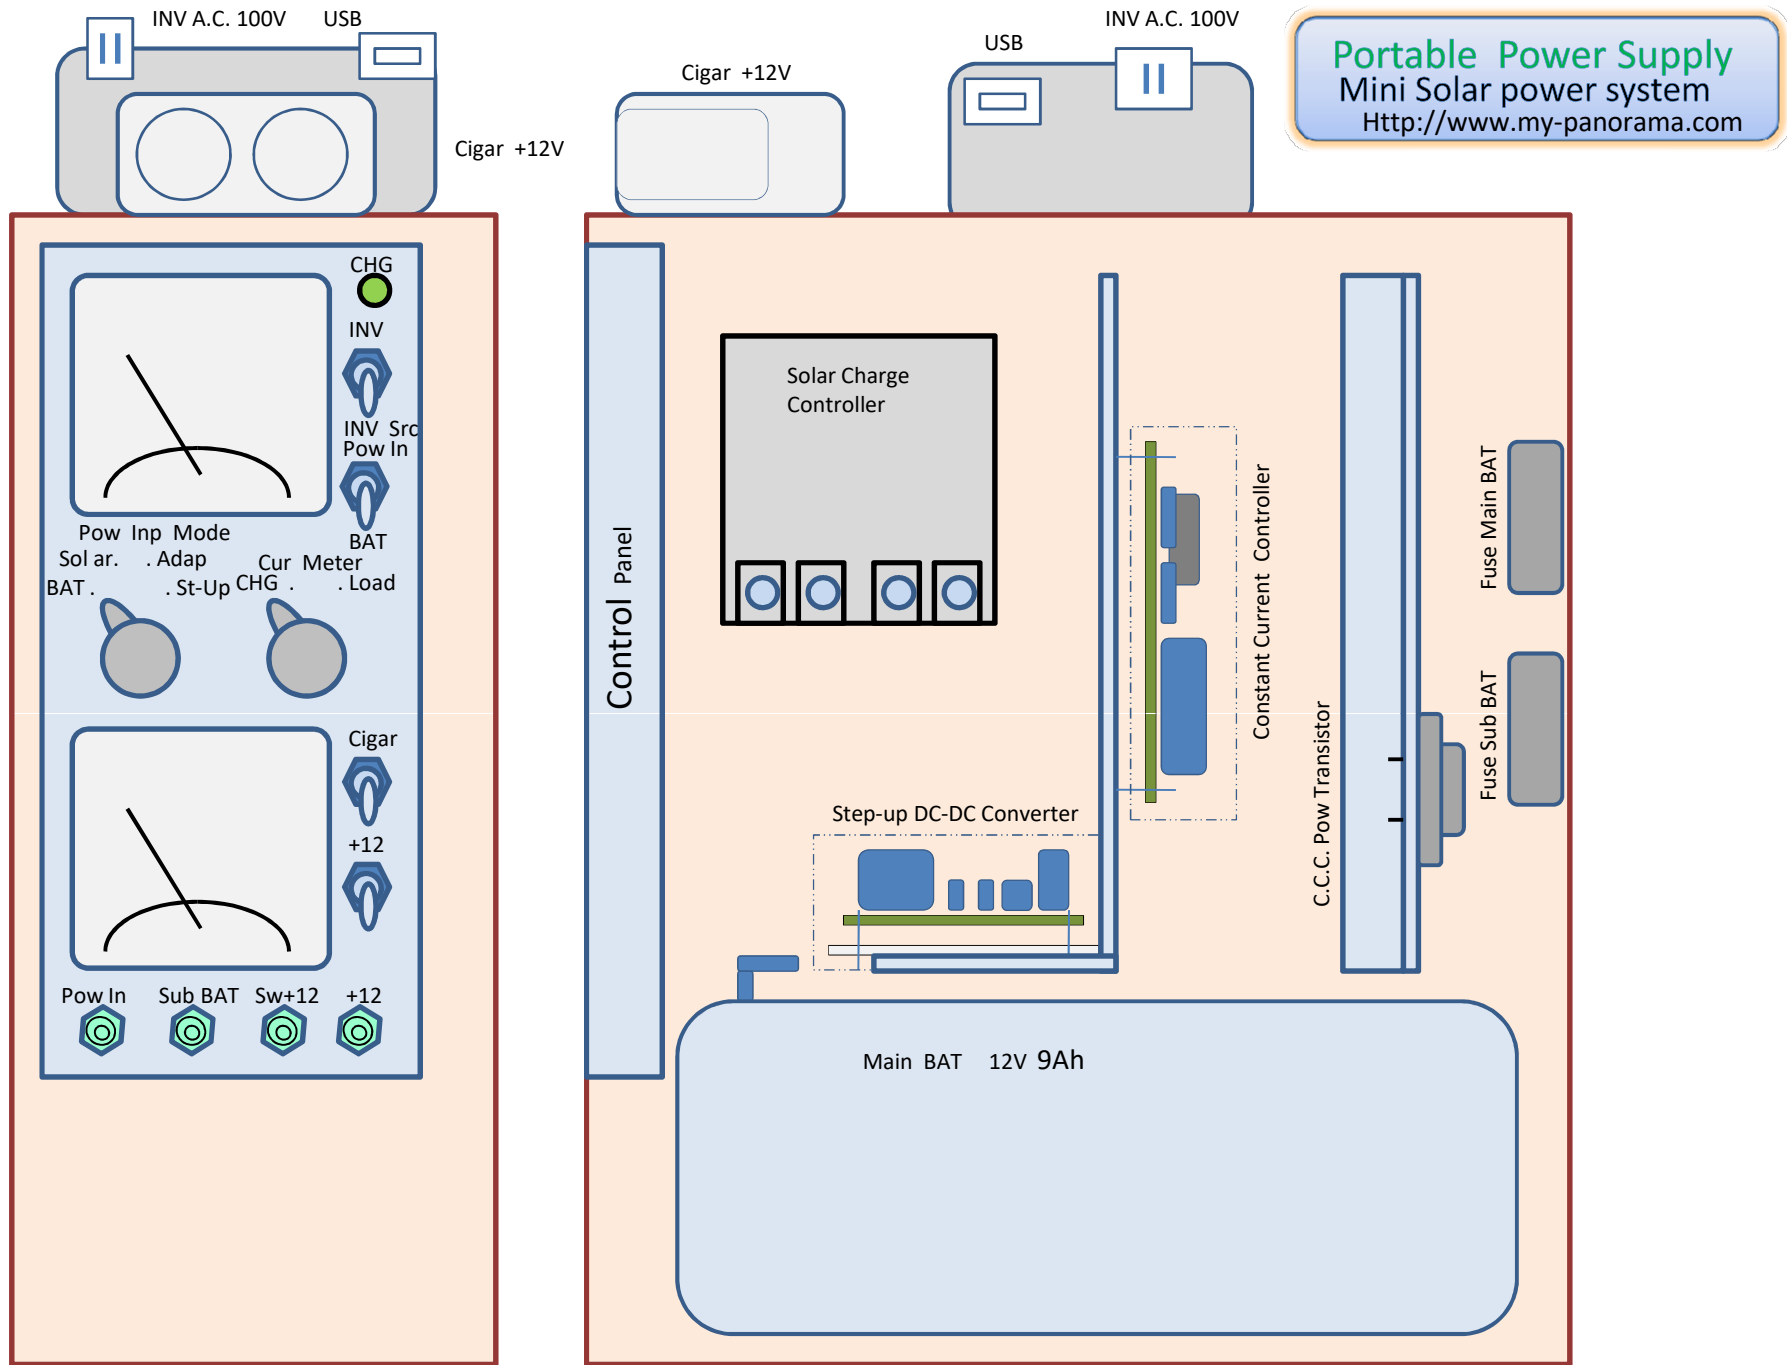 INV A.C. 100V USB
Cigar +12V
Cigar +12V
USB
INV A.C. 100V
Portable Power Supply
Mini Solar power system
Http://www.my-panorama.com
CHG
INV
INV Src
Pow In
BAT
Pow Inp Mode
Sol ar. . Adap
BAT . . St-Up
Cur Meter
CHG . . Load
Cigar
+12
Pow In Sub BAT Sw+12 +12
Control Panel
Solar Charge
Controller
Constant Current Controller
Step-up DC-DC Converter
C.C.C. Pow Transistor
Fuse Main BAT
Fuse Sub BAT
Main BAT 12V 9Ah